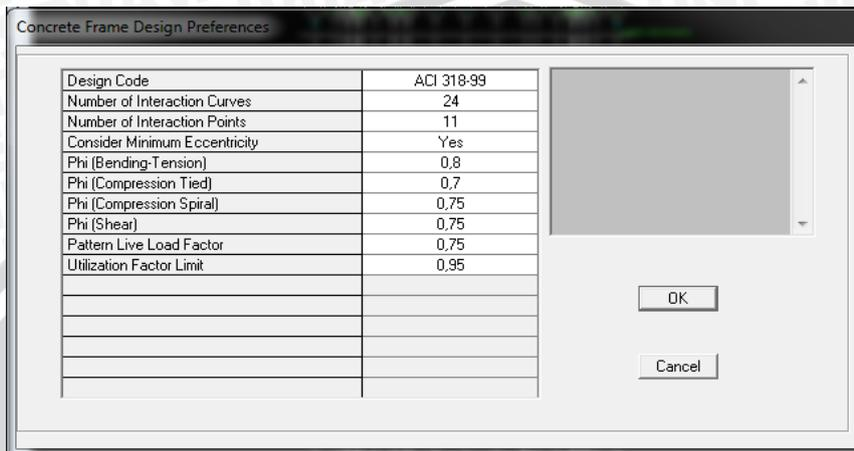 Concrete Frame Design Preferences
Design Code ACI 318-99
Number of Interaction Curves 24
Number of Interaction Points 11
Consider Minimum Eccentricity Yes
Phi (Bending-Tension) 0,8
Phi (Compression Tied) 0,7
Phi (Compression Spiral) 0,75
Phi (Shear) 0,75
Pattern Live Load Factor 0,75
Utilization Factor Limit 0,95
OK
Cancel